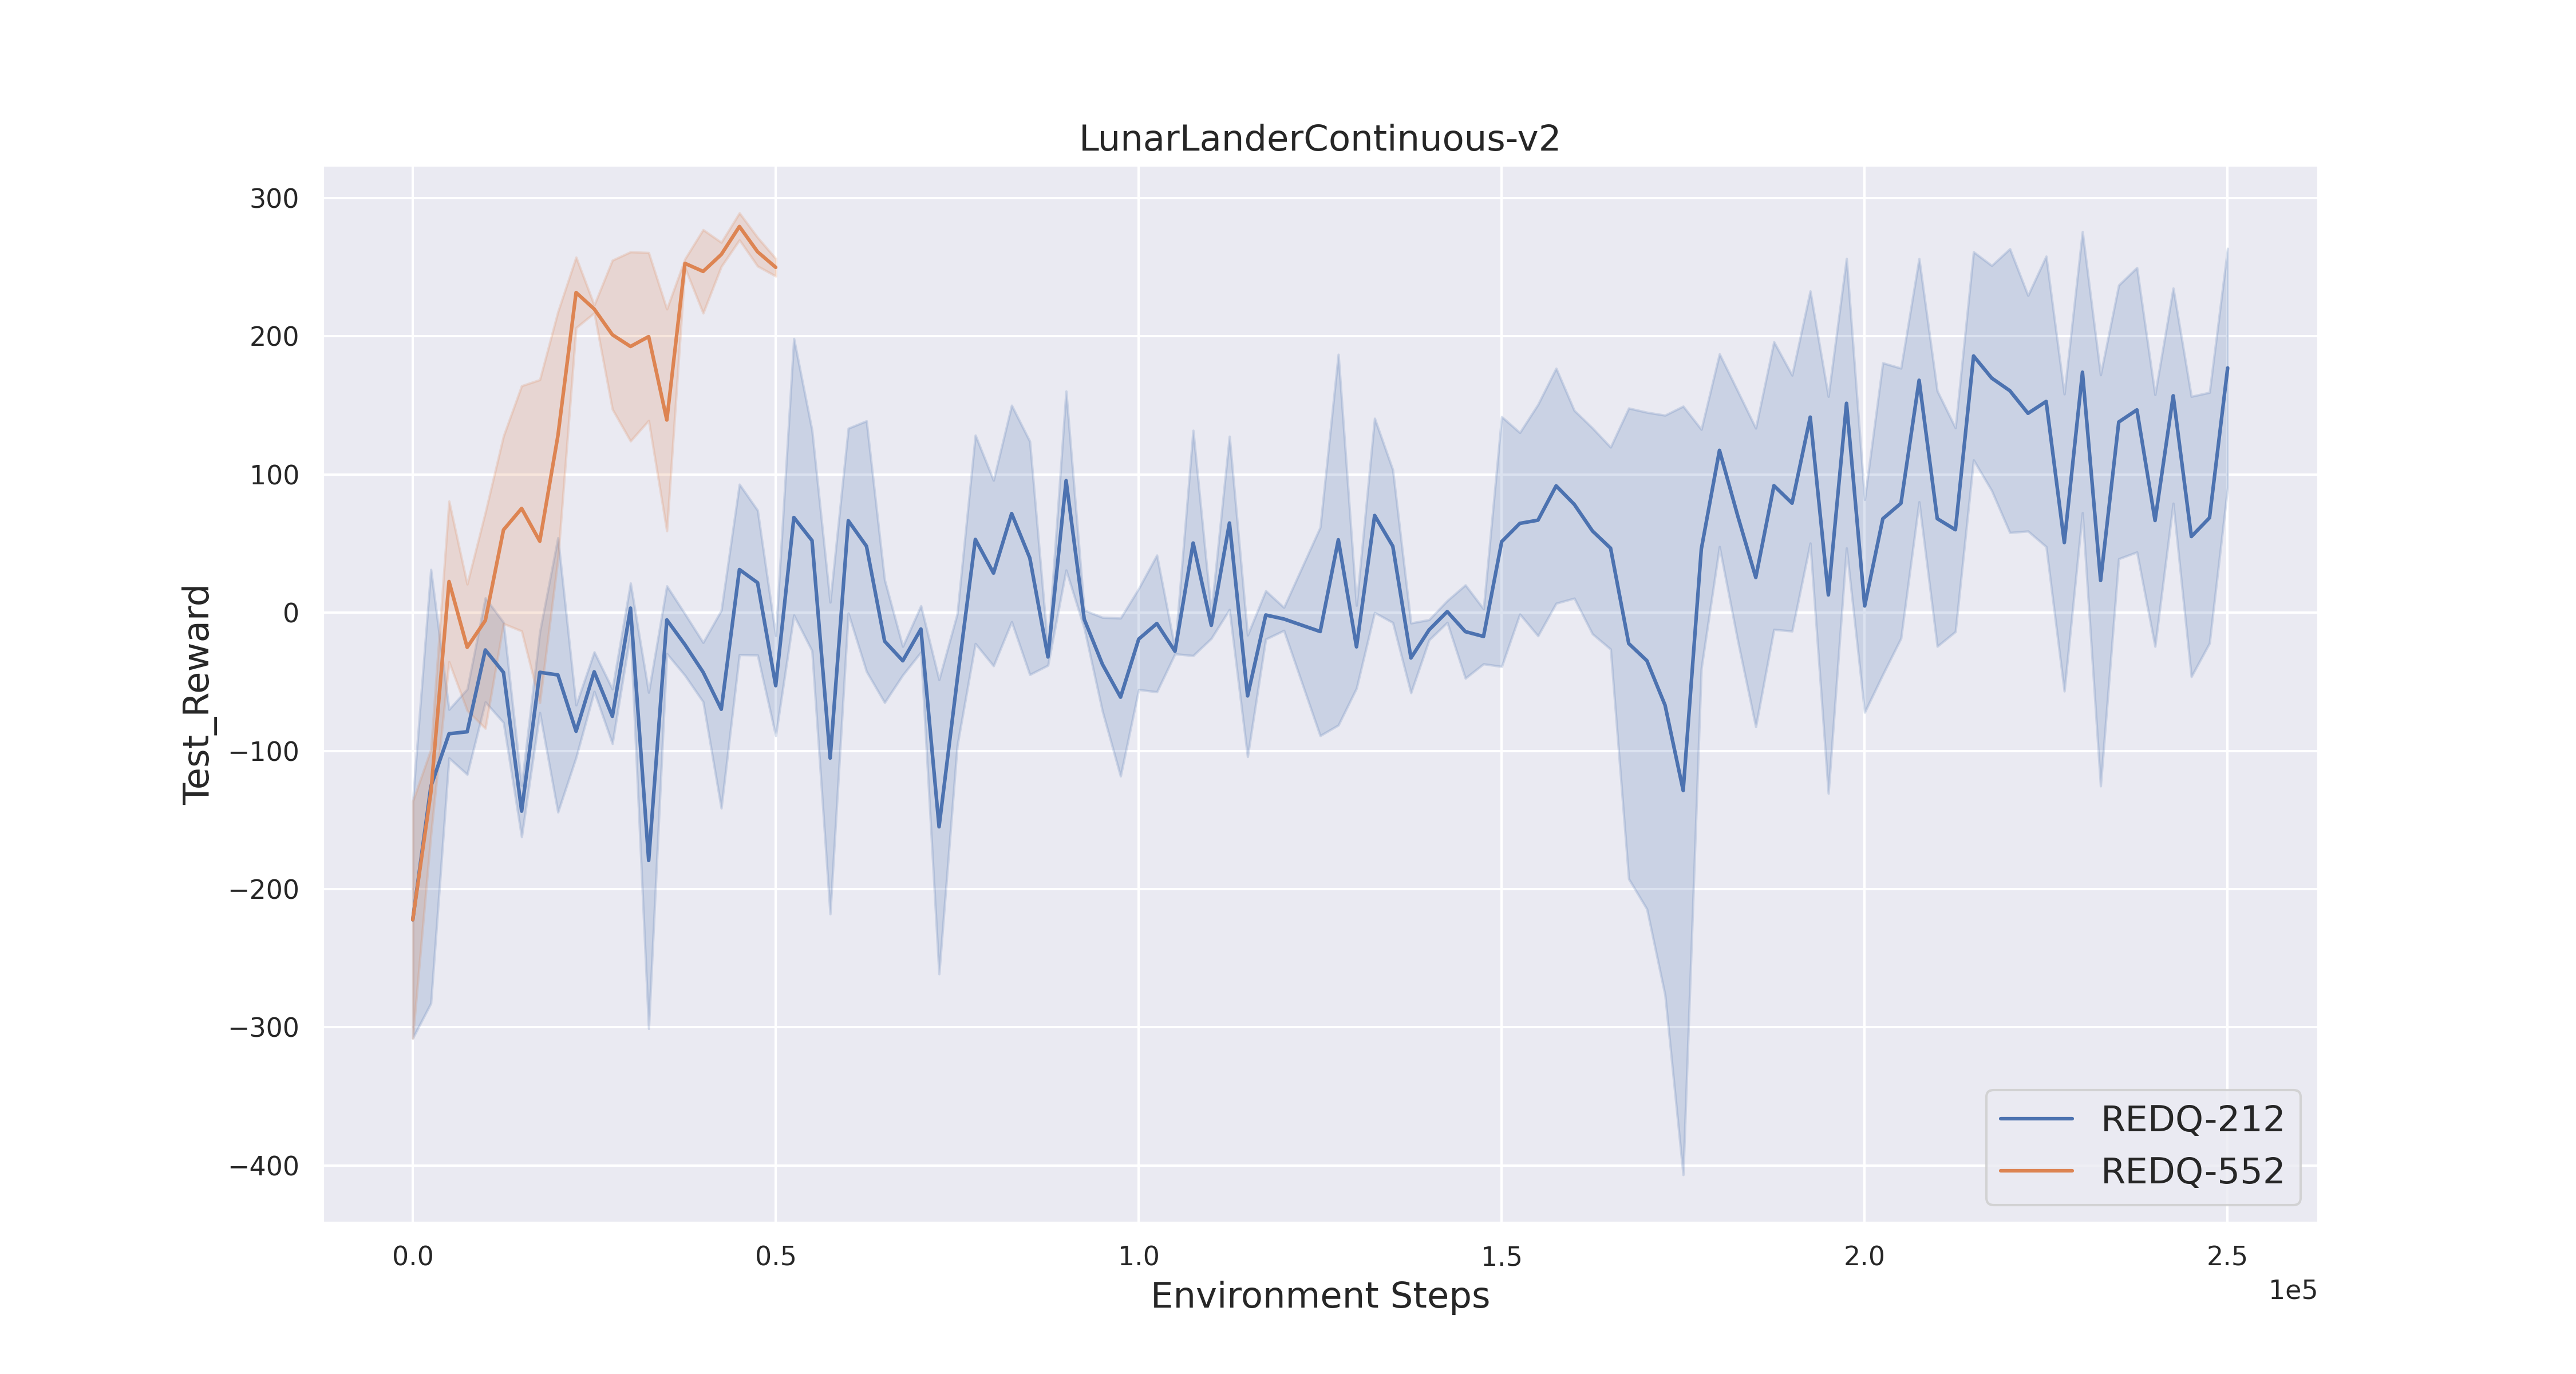 LunarLanderContinuous-v2
300
200
100
0
−100
−200
−300
−400
Test_Reward
REDQ-212
REDQ-552
0.0 0.5 1.0 1.5 2.0 2.5
1e5
Environment Steps